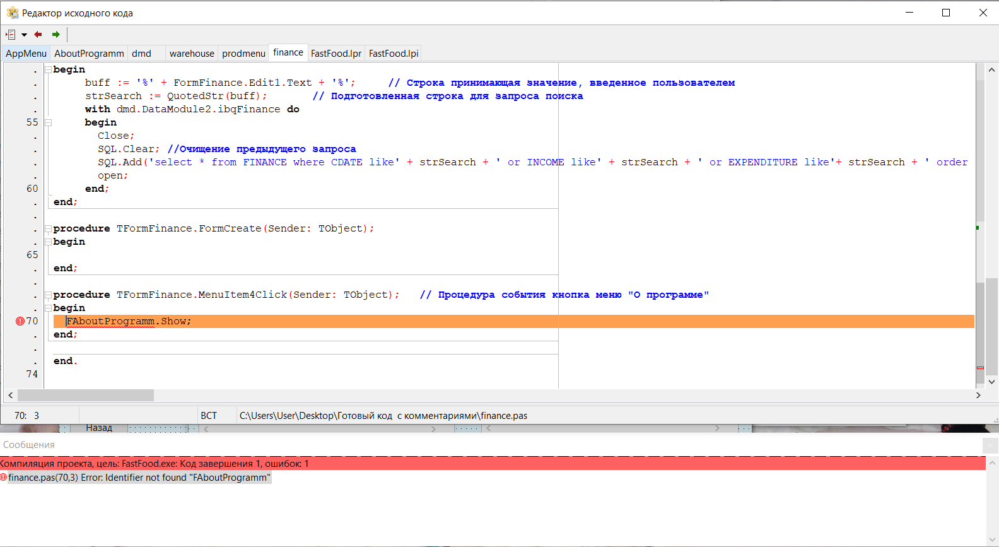 Редактор исходного кода
AppMenu AboutProgramm dmd warehouse prodmenu finance FastFood.lpr FastFood.lpi
. begin
. buff := '%' + FormFinance.Edit1.Text + '%'; // Строка принимающая значение, введенное пользователем
. strSearch := QuotedStr(buff); // Подготовленная строка для запроса поиска
. with dmd.DataModule2.ibqFinance do
55 begin
. Close;
. SQL.Clear; //Очищение предыдущего запроса
. SQL.Add('select * from FINANCE where CDATE like' + strSearch + ' or INCOME like' + strSearch + ' or EXPENDITURE like'+ strSearch + ' order
. open;
60 end;
. end;
.
. procedure TFormFinance.FormCreate(Sender: TObject);
. begin
65
. end;
.
. procedure TFormFinance.MenuItem4Click(Sender: TObject); // Процедура события кнопка меню "О программе"
. begin
70 FAboutProgramm.Show;
. end;
.
. end.
74
70: 3 ВСТ C:\Users\User\Desktop\Готовый код с комментариями\finance.pas
Назад
Сообщения
Компиляция проекта, цель: FastFood.exe: Код завершения 1, ошибок: 1
finance.pas(70,3) Error: Identifier not found "FAboutProgramm"